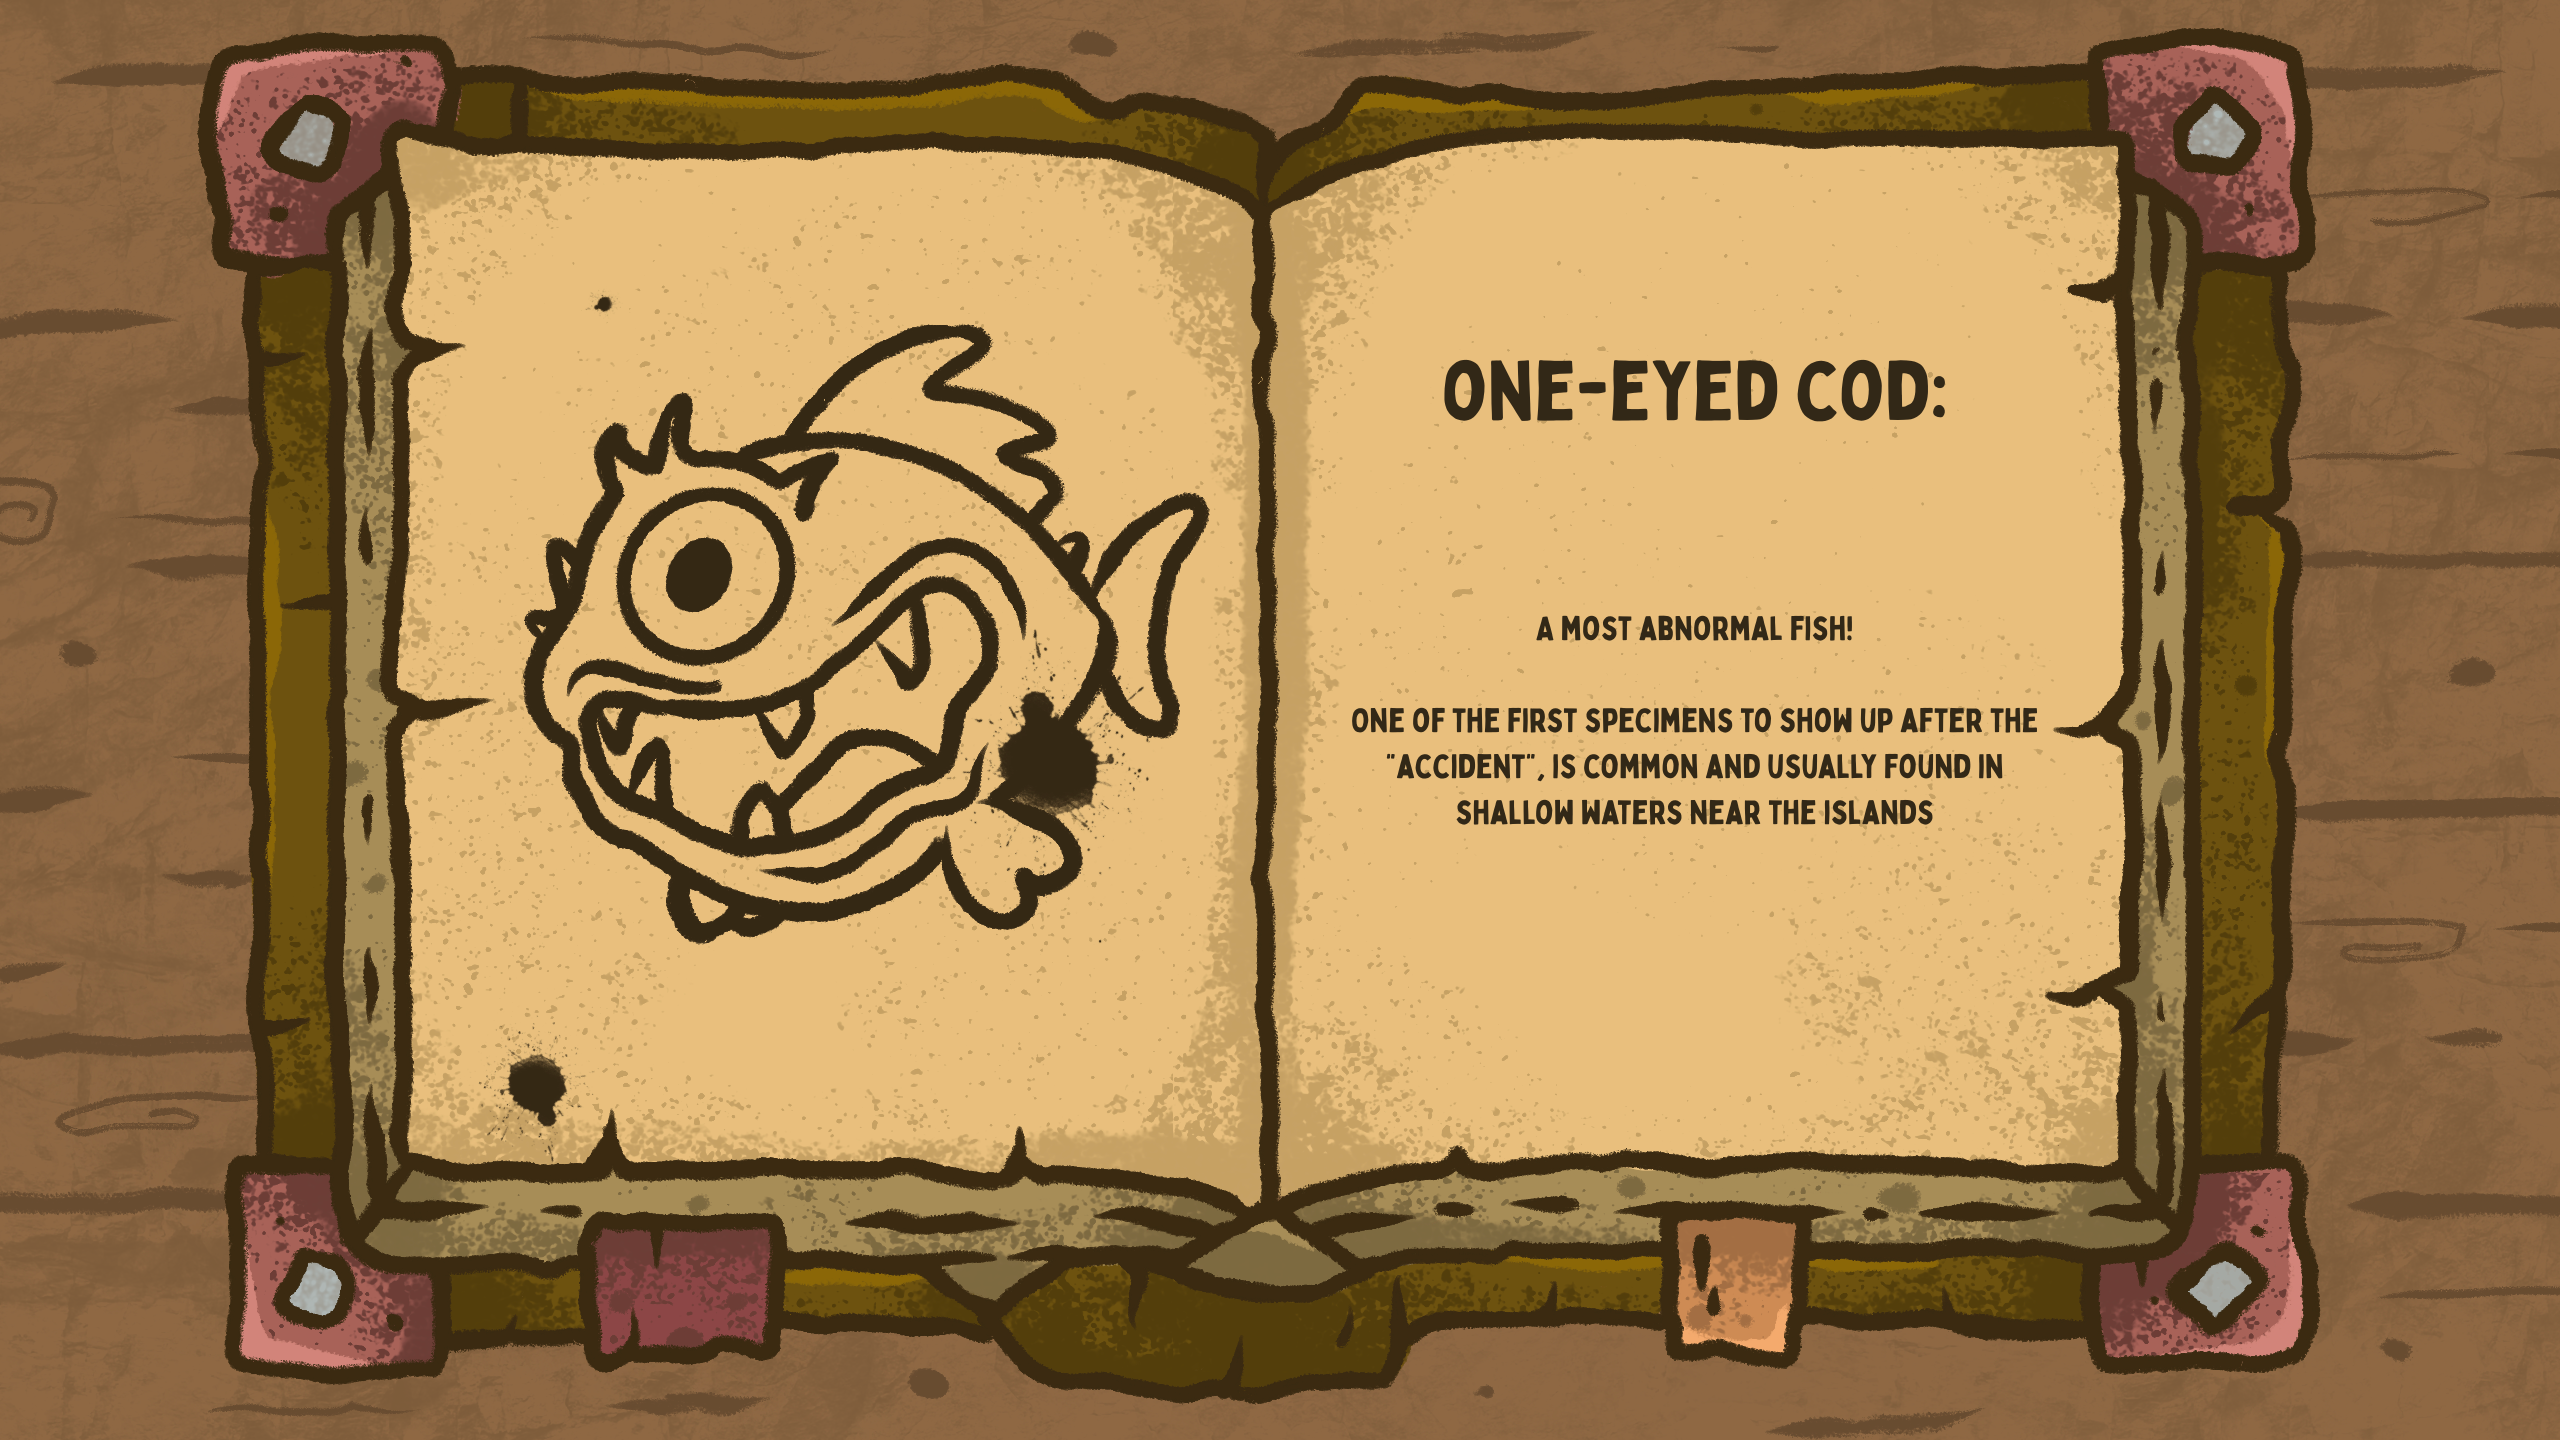 ONE-EYED COD:
A MOST ABNORMAL FISH!
ONE OF THE FIRST SPECIMENS TO SHOW UP AFTER THE
"ACCIDENT", IS COMMON AND USUALLY FOUND IN
SHALLOW WATERS NEAR THE ISLANDS